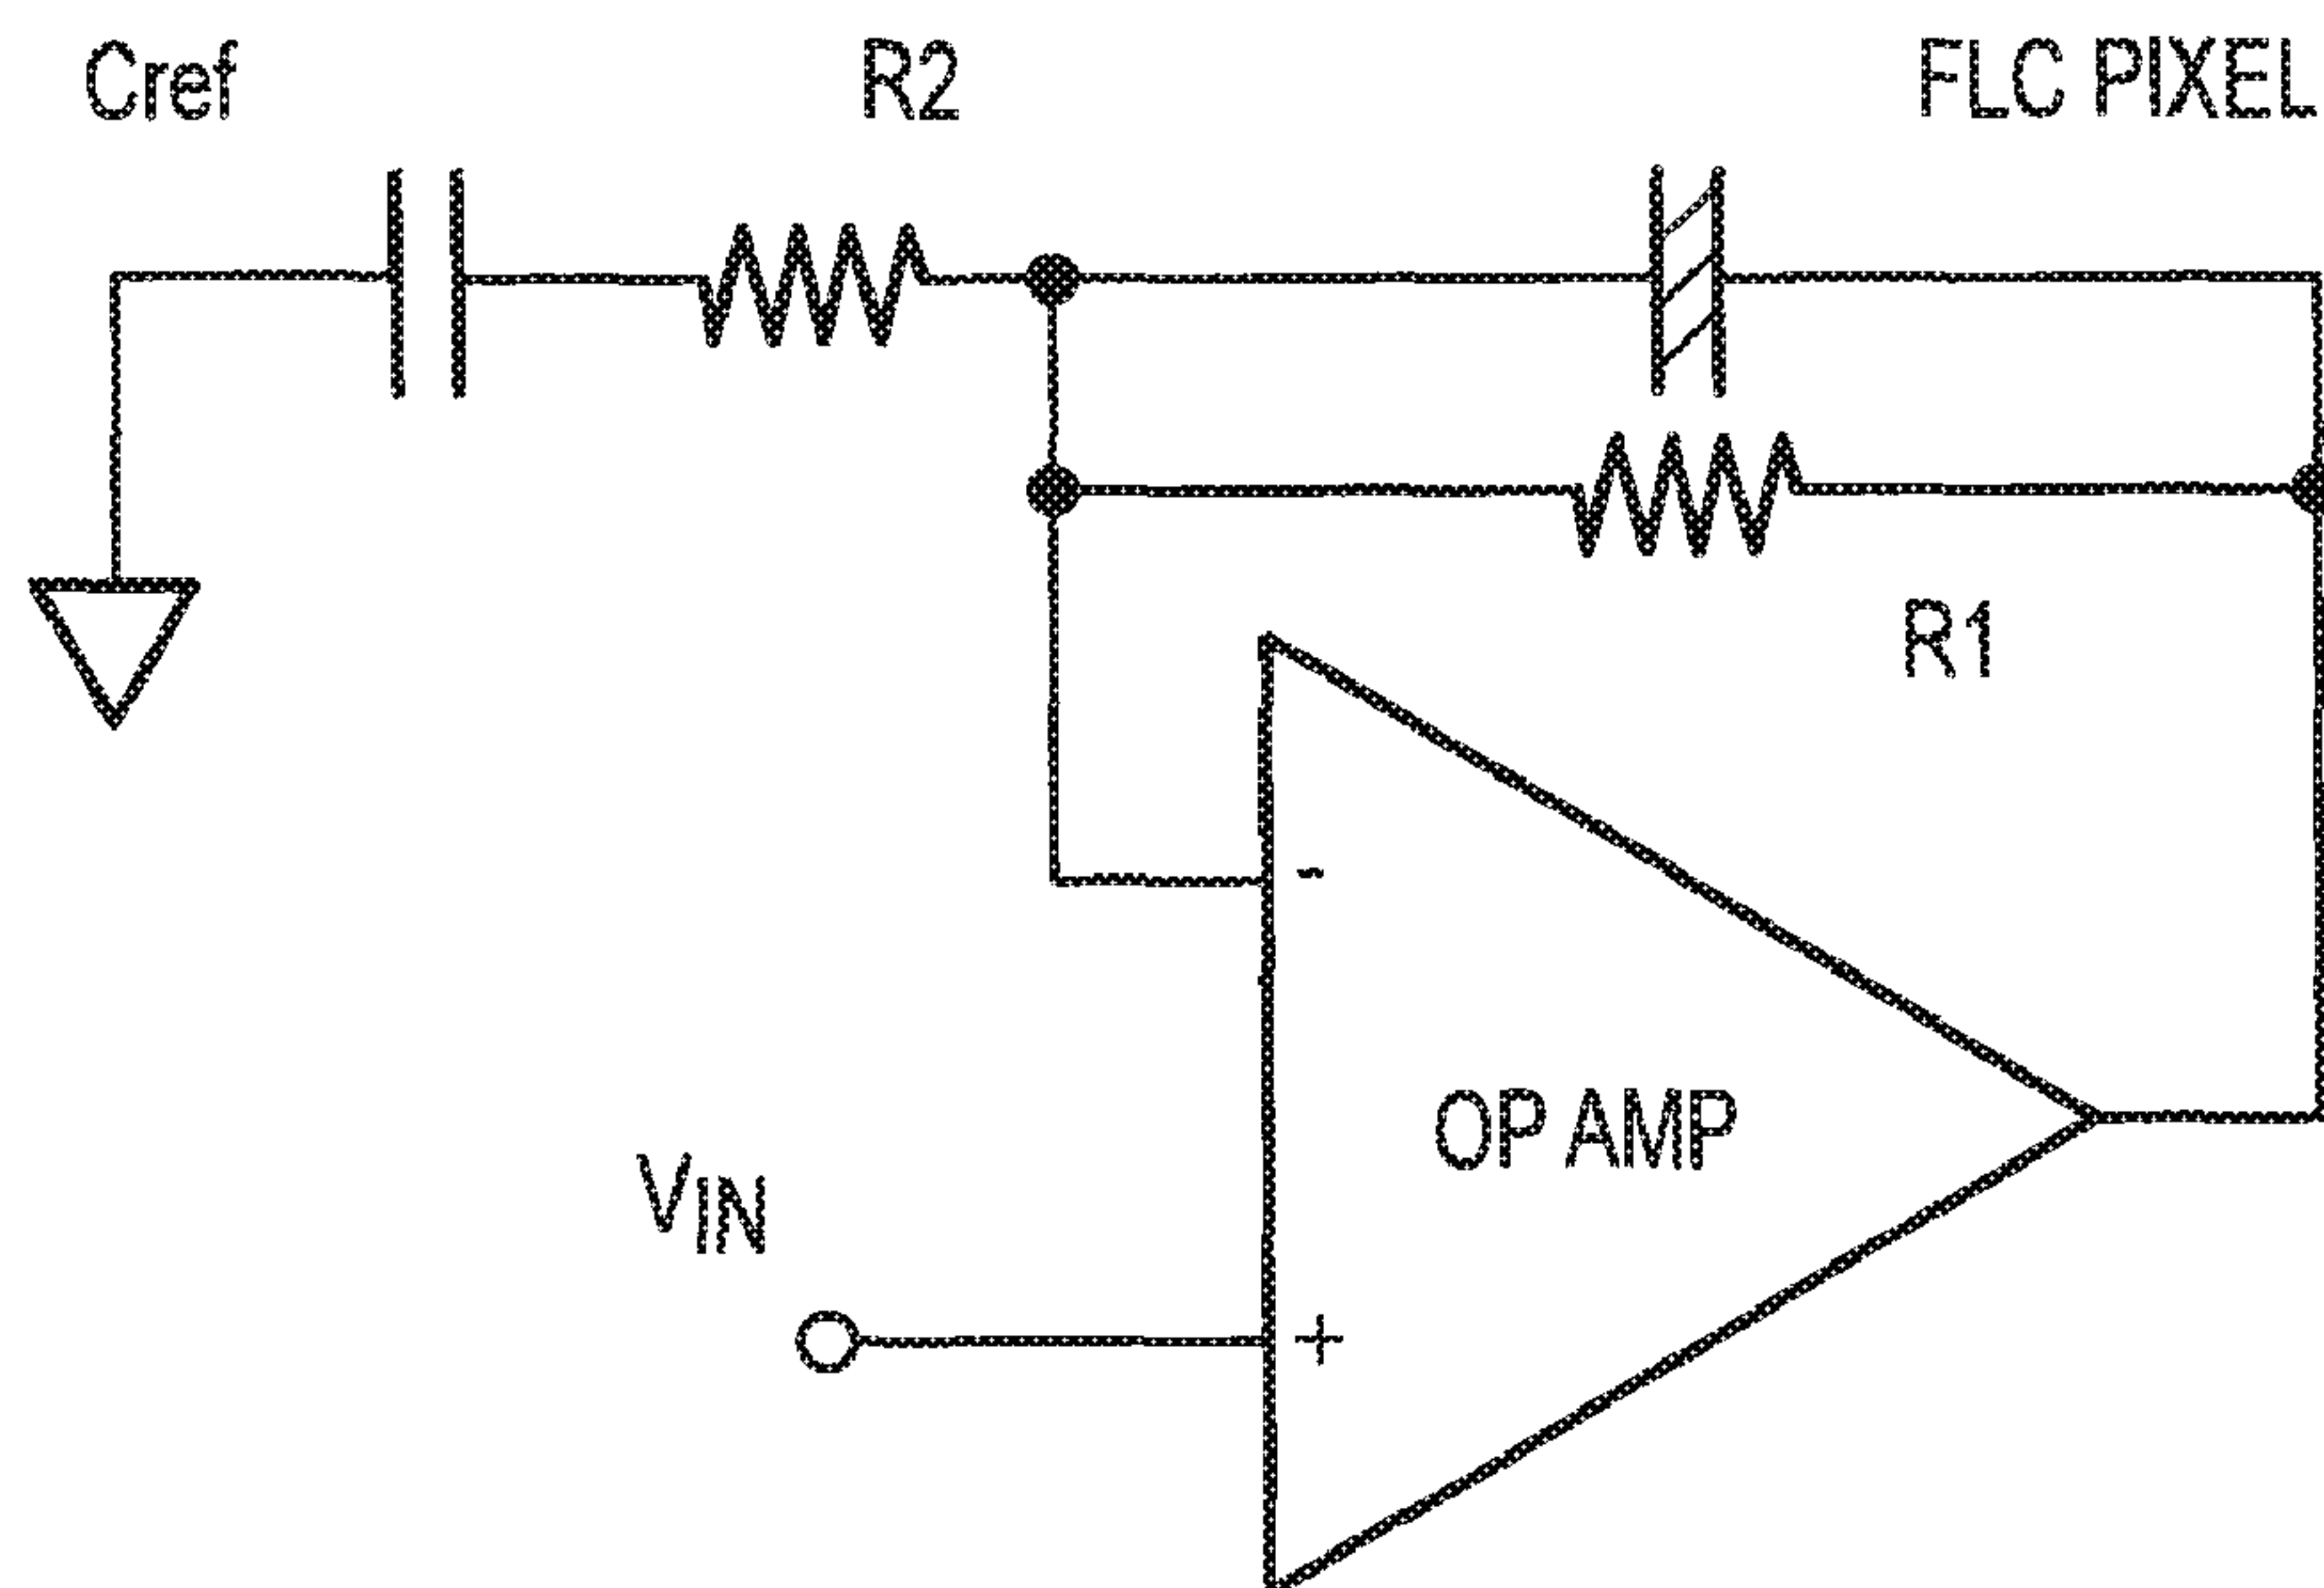 Cref
R2
FLC PIXEL
R1
-
OP AMP
VIN
+